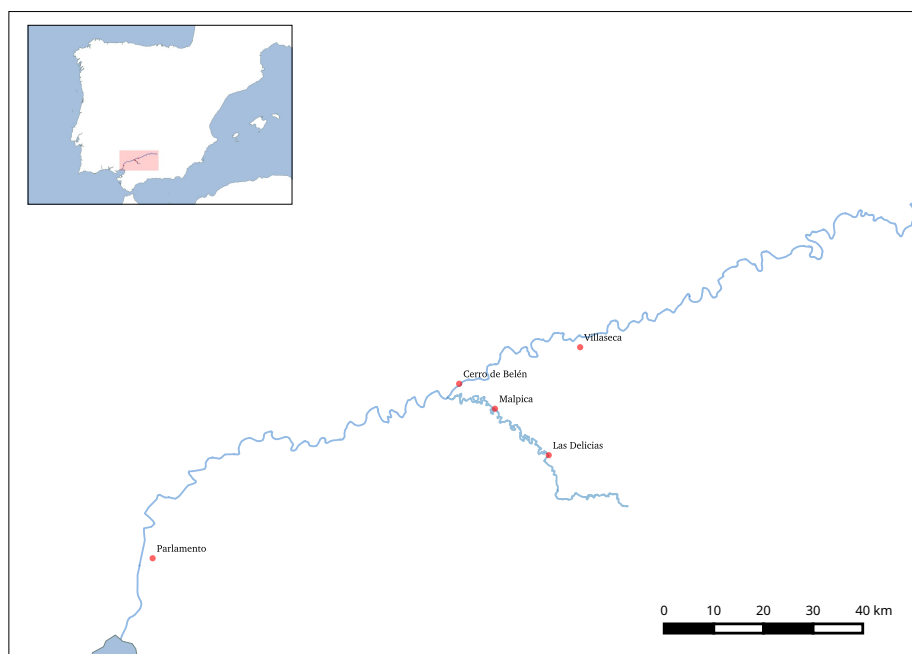 Villaseca
Cerro de Belén
Malpica
Las Delicias
Parlamento
0 10 20 30 40 km